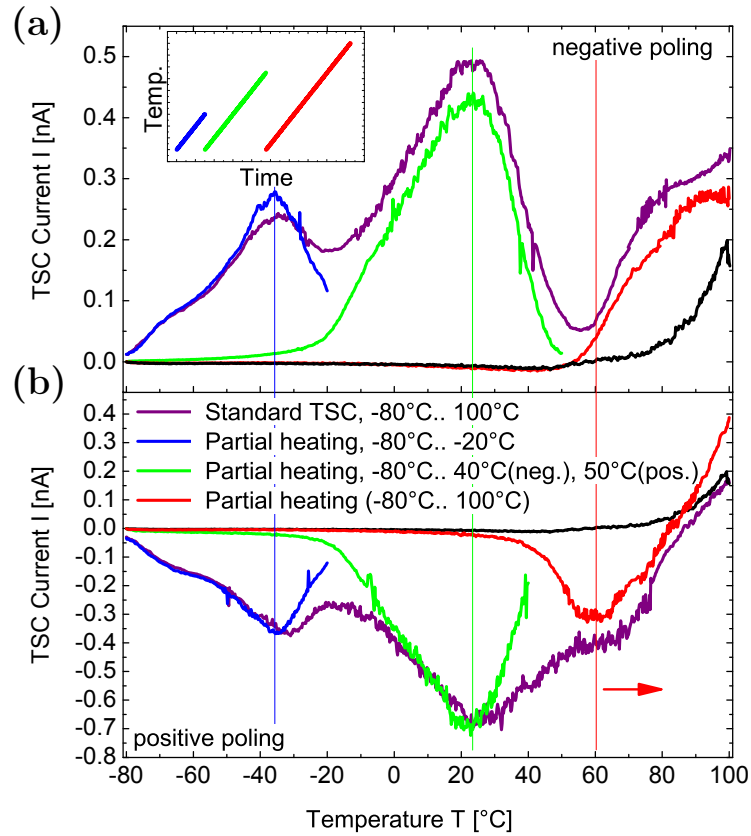 (a)
negative poling
0.5
0.4
0.3
0.2
0.1
0.0
TSC Current I [nA]
Temp.
Time
(b)
0.4
0.3
0.2
0.1
0.0
-0.1
-0.2
-0.3
-0.4
-0.5
-0.6
-0.7
-0.8
TSC Current I [nA]
Standard TSC, -80°C.. 100°C
Partial heating, -80°C.. -20°C
Partial heating, -80°C.. 40°C(neg.), 50°C(pos.)
Partial heating (-80°C.. 100°C)
positive poling
-80 -60 -40 -20 0 20 40 60 80 100
Temperature T [°C]